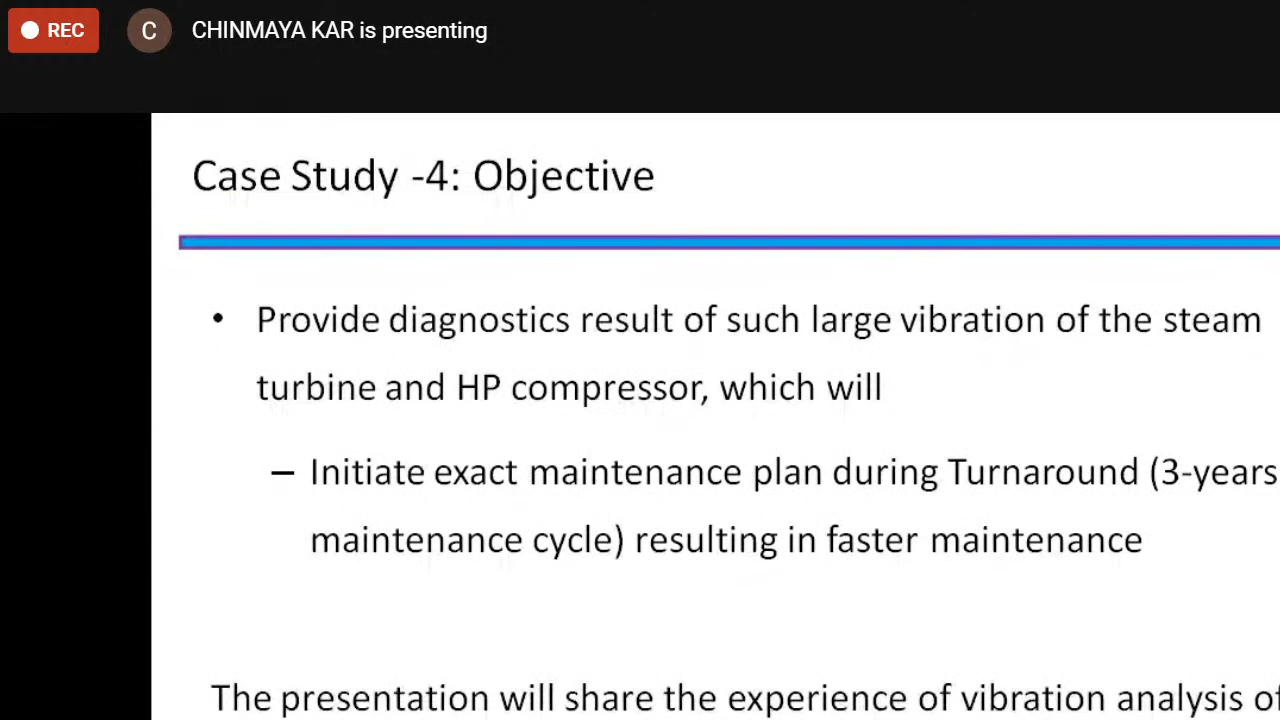 REC
C
CHINMAYA KAR is presenting
Case Study -4: Objective
• Provide diagnostics result of such large vibration of the steam
turbine and HP compressor, which will
– Initiate exact maintenance plan during Turnaround (3-years
maintenance cycle) resulting in faster maintenance
The presentation will share the experience of vibration analysis of